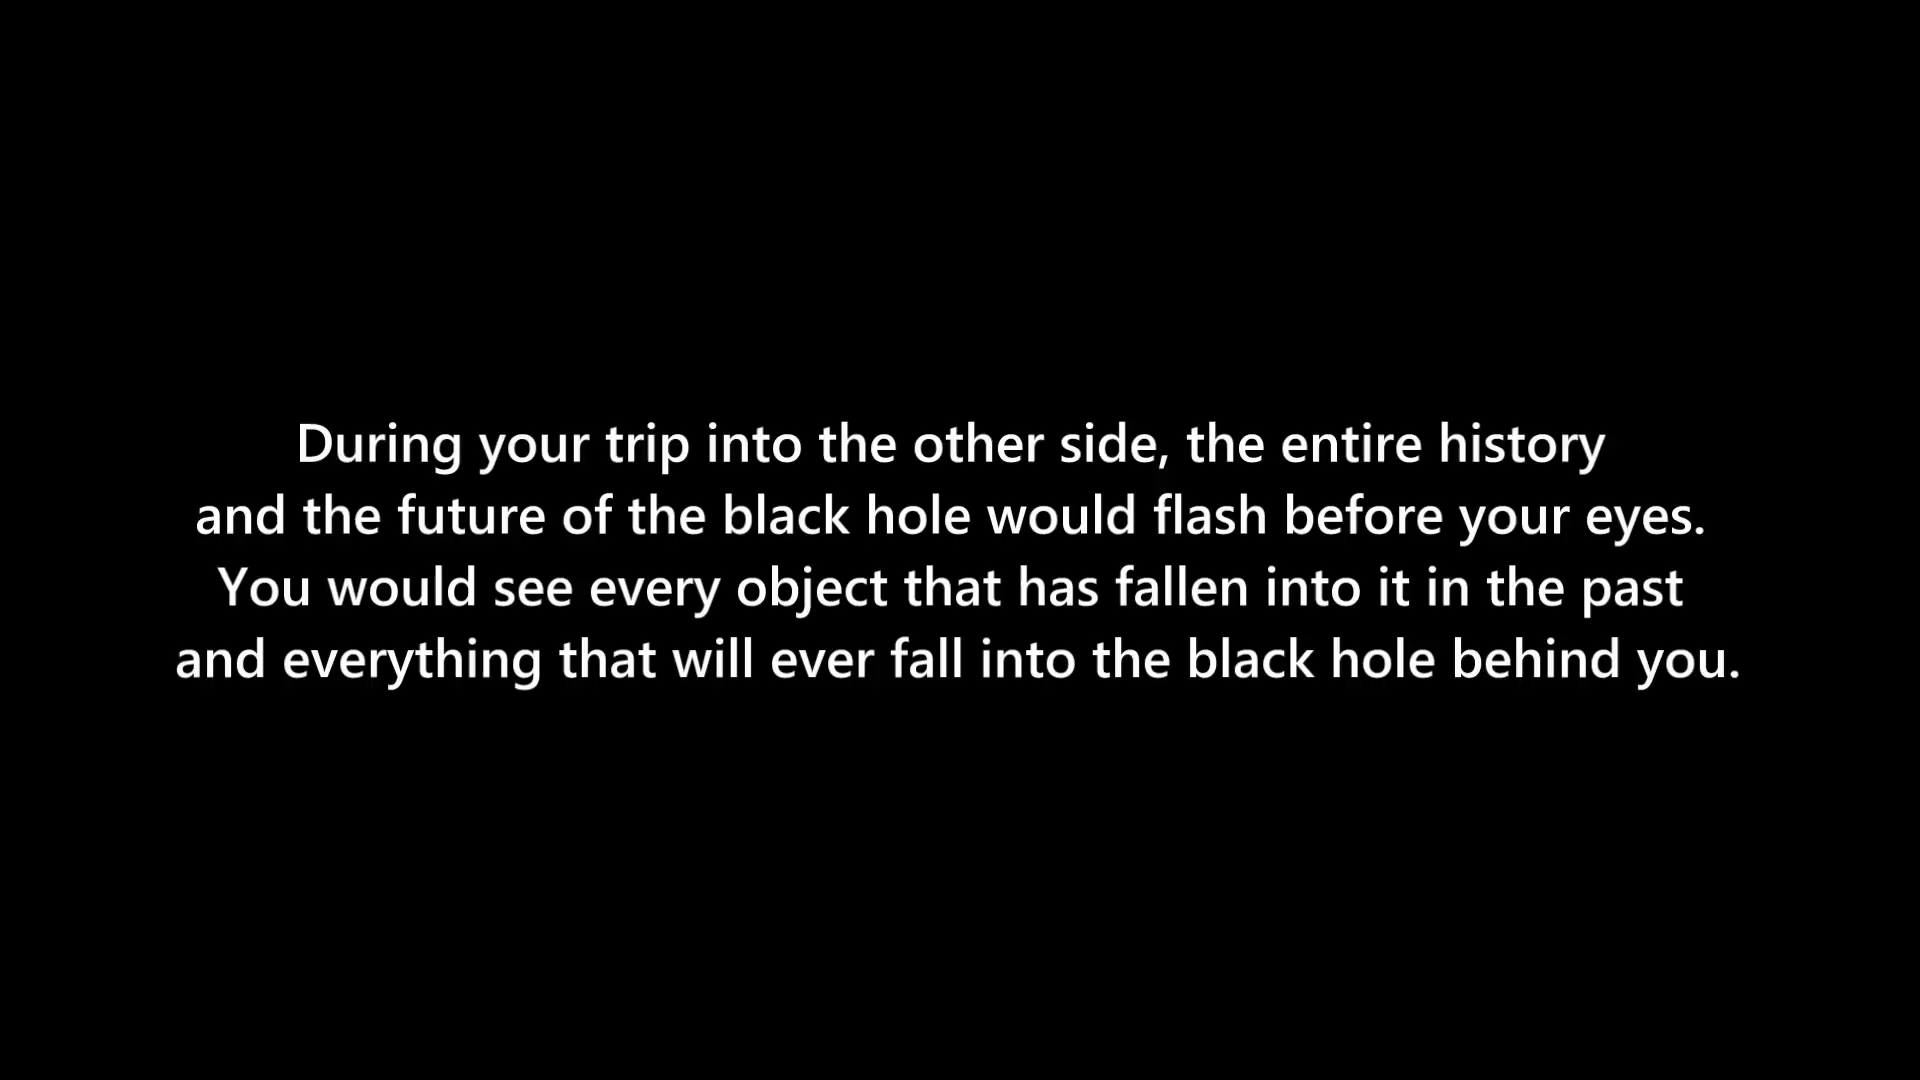 During your trip into the other side, the entire history
and the future of the black hole would flash before your eyes.
You would see every object that has fallen into it in the past
and everything that will ever fall into the black hole behind you.